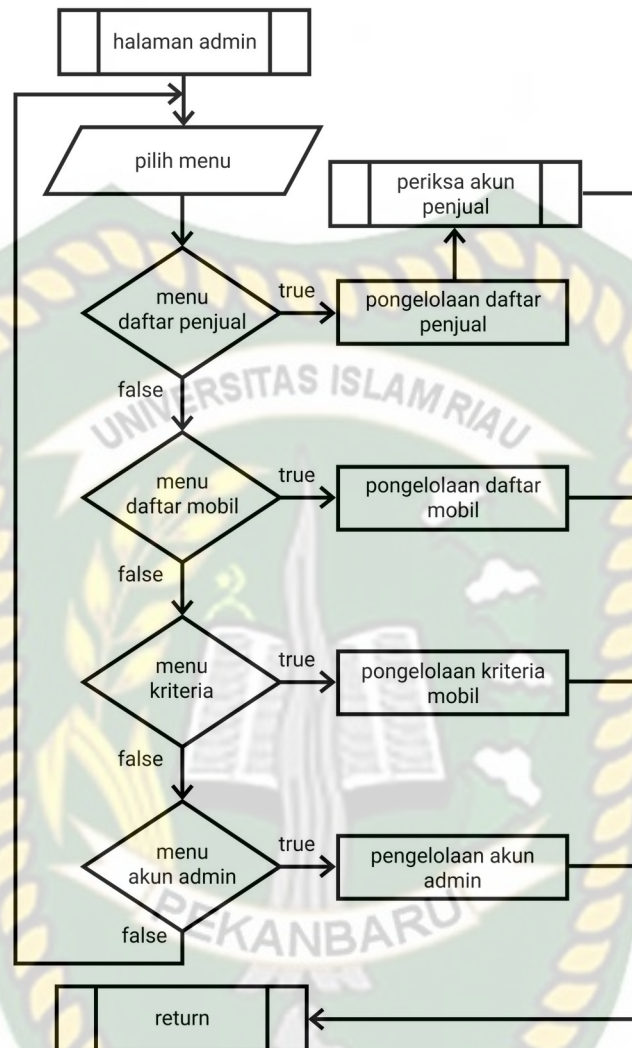 halaman admin
pilih menu
periksa akun
penjual
menu
daftar penjual
true
pongelolaan daftar
penjual
false
UNIVERSITAS ISLAM RIAU
menu
daftar mobil
true
pongelolaan daftar
mobil
false
menu
kriteria
true
pongelolaan kriteria
mobil
false
menu
akun admin
true
pengelolaan akun
admin
false
PEKANBARU
return